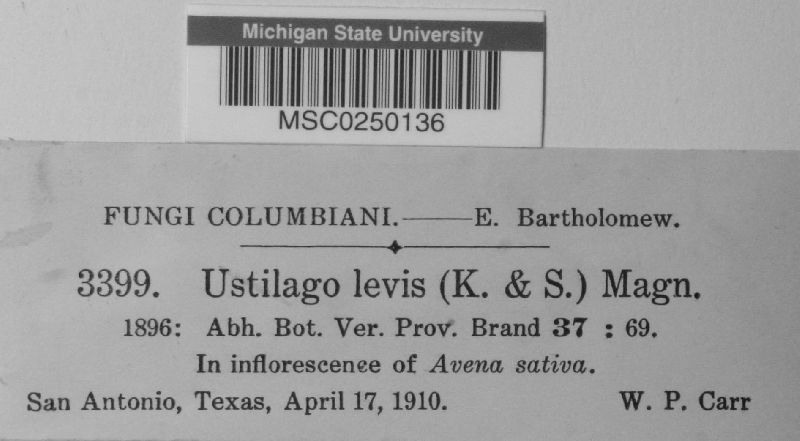 Michigan State University
MSC0250136
FUNGI COLUMBIANI.——E. Bartholomew.
3399. Ustilago levis (K. & S.) Magn.
1896: Abh. Bot. Ver. Prov. Brand 37 : 69.
In inflorescence of Avena sativa.
San Antonio, Texas, April 17, 1910. W. P. Carr